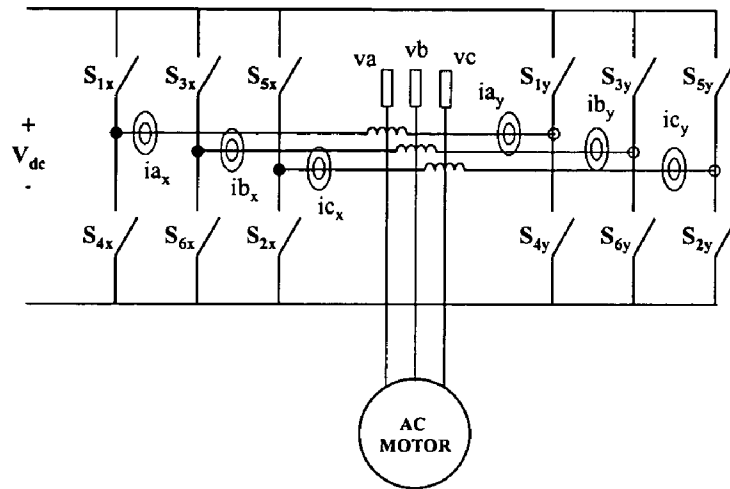 va vb vc
S1x S3x S5x S1y S3y S5y
iay iby icy
+
Vdc
-
iax ibx icx
S4x S6x S2x S4y S6y S2y
AC
MOTOR